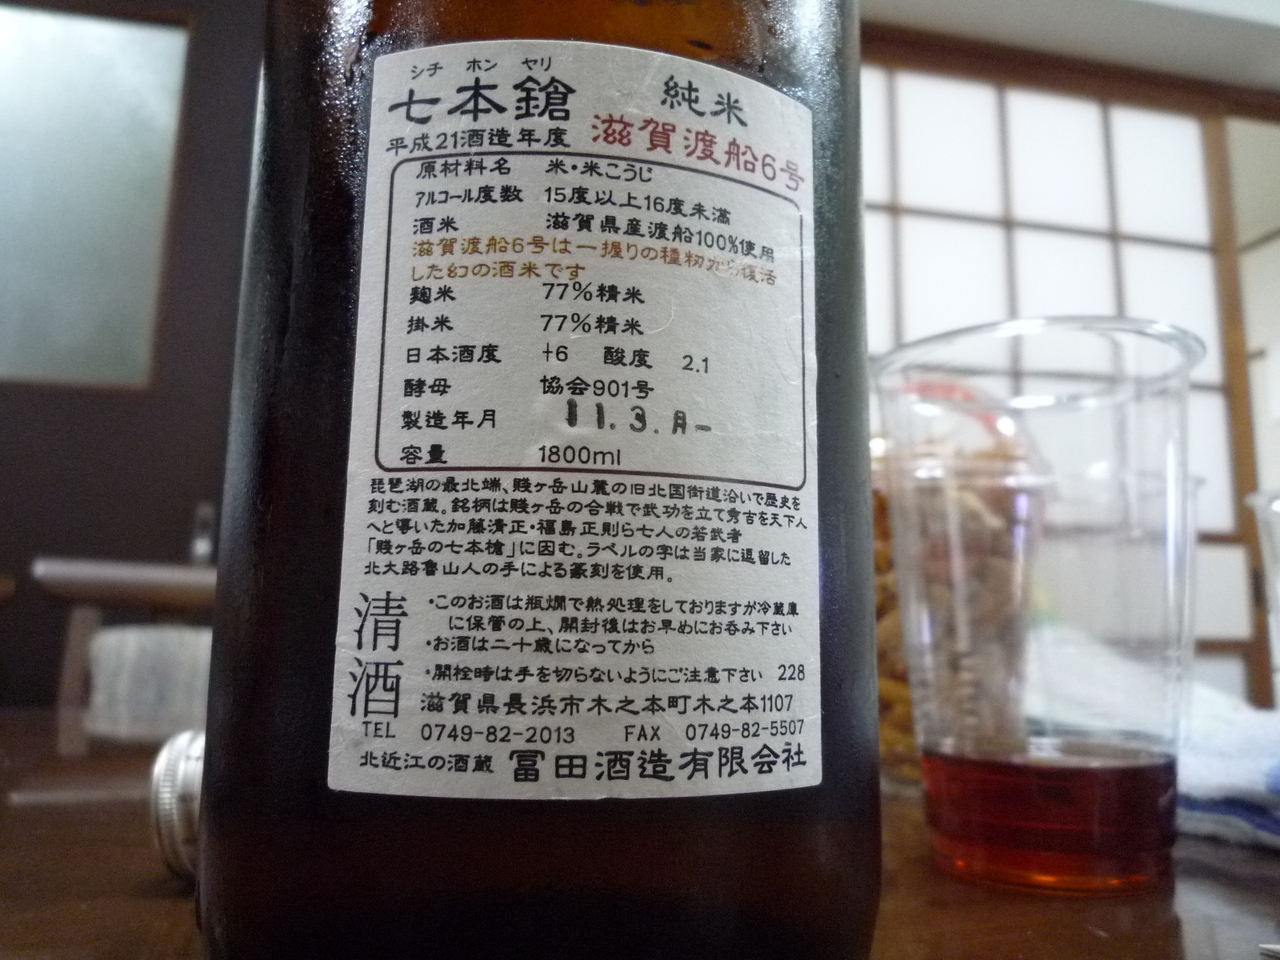 シチ ホン ヤリ
七本鎗 純米
平成21酒造年度 滋賀渡船6号
原材料名 米・米こうじ
アルコール度数 15度以上16度未満
酒米 滋賀県産渡船100%使用
滋賀渡船6号は一握りの種籾から復活
した幻の酒米です
麹米 77%精米
掛米 77%精米
日本酒度 +6 酸度 2.1
酵母 協会901号
製造年月 11.3.月-
容量 1800ml
琵琶湖の最北端、賤ヶ岳山麓の旧北国街道沿いで歴史を
刻む酒蔵。銘柄は賤ヶ岳の合戦で武功を立て秀吉を天下人
へと導いた加藤清正・福島正則ら七人の若武者
「賤ヶ岳の七本槍」に因む。ラベルの字は当家に逗留した
北大路魯山人の手による篆刻を使用。
清酒
・このお酒は瓶燗で熱処理をしておりますが冷蔵庫
に保管の上、開封後はお早めにお呑み下さい
・お酒は二十歳になってから
・開栓時は手を切らないようにご注意下さい 228
滋賀県長浜市木之本町木之本1107
TEL 0749-82-2013 FAX 0749-82-5507
北近江の酒蔵 冨田酒造有限会社